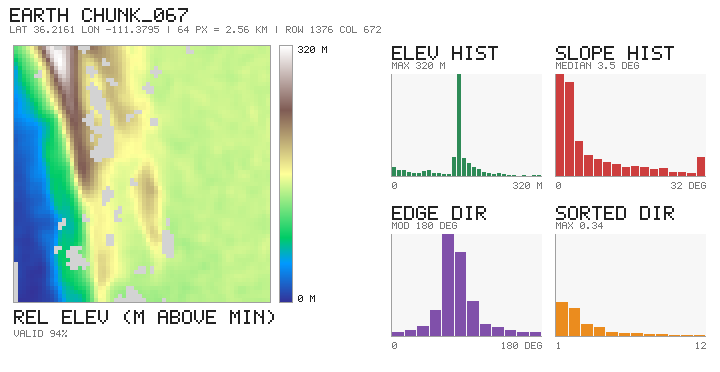 EARTH CHUNK_067
LAT 36.2161 LON -111.3795 | 64 PX = 2.56 KM | ROW 1376 COL 672
320 M
0 M
REL ELEV (M ABOVE MIN)
VALID 94%
ELEV HIST
MAX 320 M
0 320 M
SLOPE HIST
MEDIAN 3.5 DEG
0 32 DEG
EDGE DIR
MOD 180 DEG
0 180 DEG
SORTED DIR
MAX 0.34
1 12